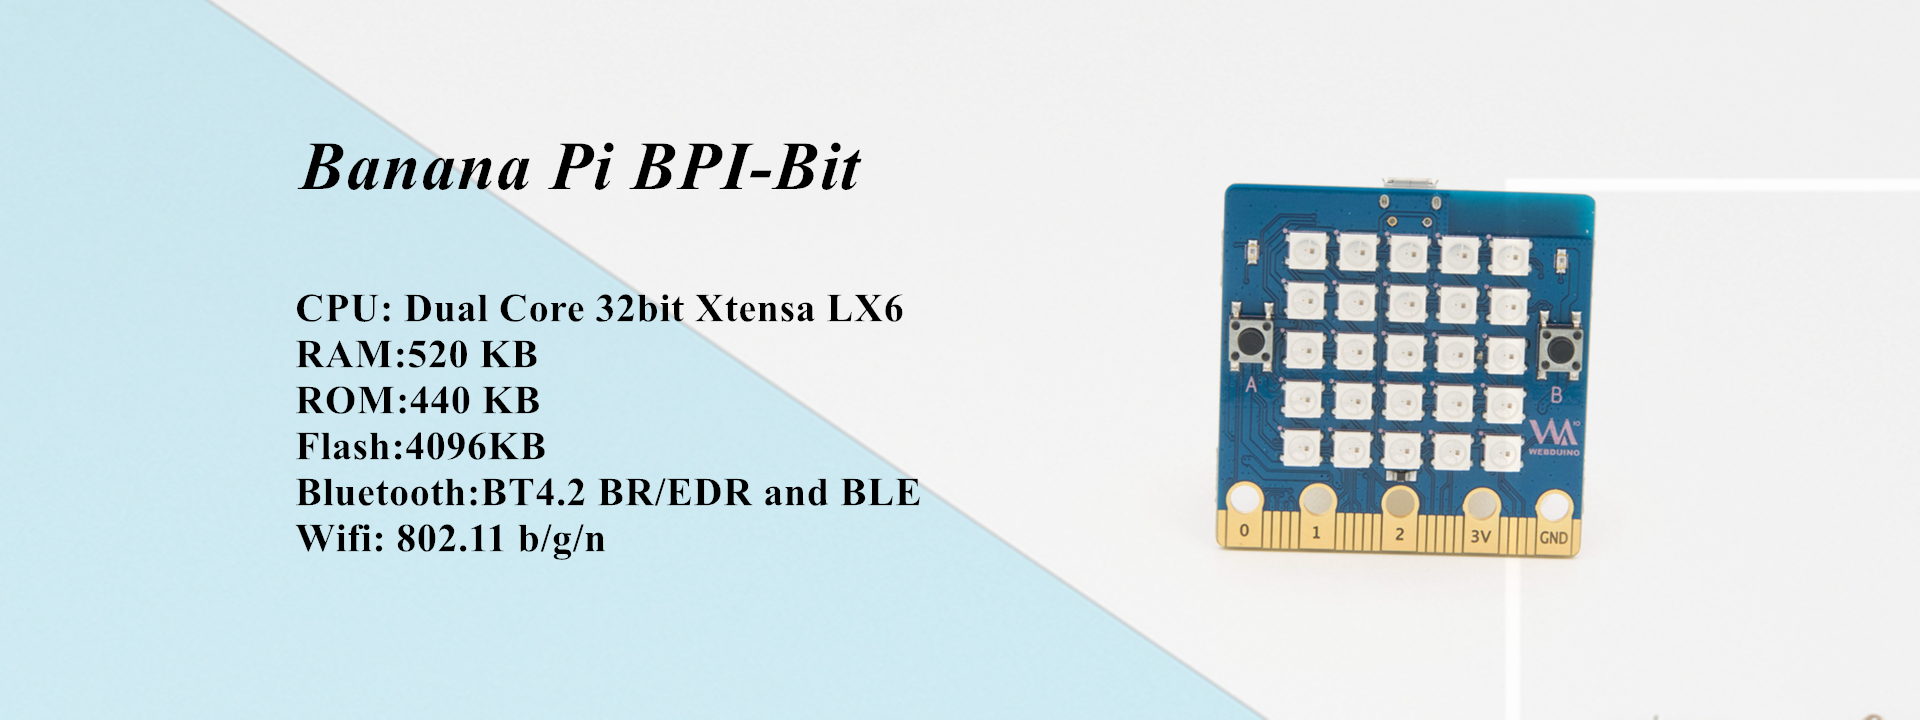 Banana Pi BPI-Bit
CPU: Dual Core 32bit Xtensa LX6
RAM:520 KB
ROM:440 KB
Flash:4096KB
Bluetooth:BT4.2 BR/EDR and BLE
Wifi: 802.11 b/g/n
A
B
WEBDUINO
0
1
2
3V
GND